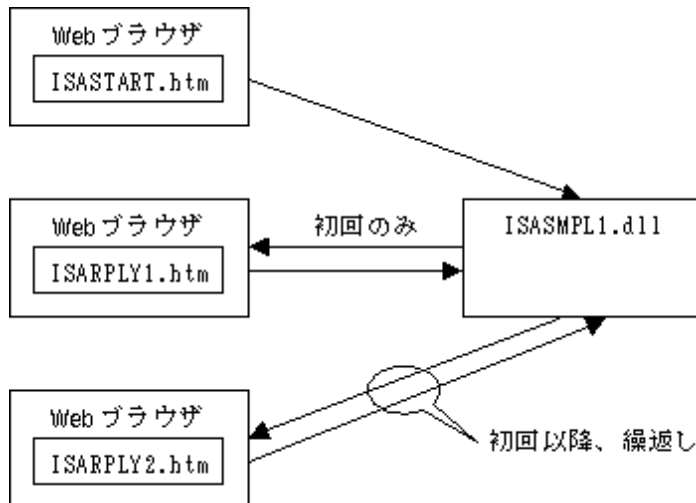 Webブラウザ
ISASTART.htm
Webブラウザ
ISARPLY1.htm
初回のみ
ISASMPL1.dll
Webブラウザ
ISARPLY2.htm
初回以降、繰返し